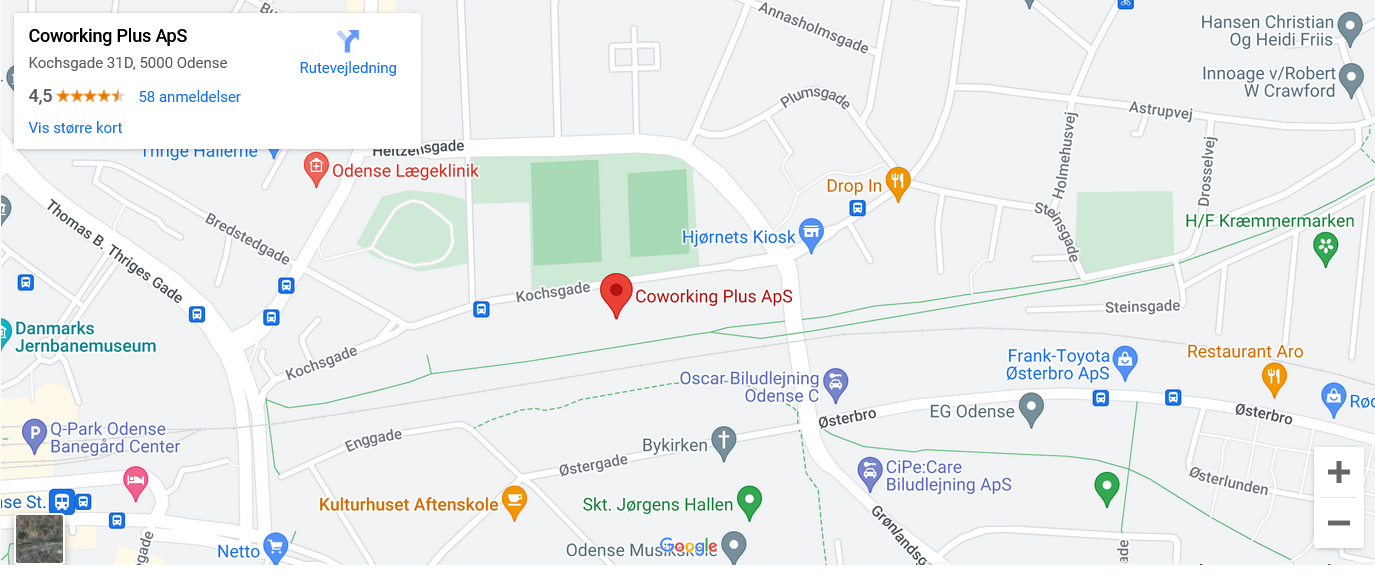 Coworking Plus ApS
Kochsgade 31D, 5000 Odense
Rutevejledning
4,5
58 anmeldelser
Vis større kort
Annasholmsgade
Hansen Christian
Og Heidi Friis
Innoage v/Robert
W Crawford
Plumsgade
Astrupvej
Holmehusvej
Drosselvej
Thrige Hallerne
Heltzensgade
Odense Lægeklinik
Drop In
Thomas B. Thriges Gade
Bredstedgade
Steinsgade
H/F Kræmmermarken
Hjørnets Kiosk
Kochsgade
Coworking Plus ApS
Steinsgade
Danmarks
Jernbanemuseum
Kochsgade
Frank-Toyota
Østerbro ApS
Restaurant Aro
Oscar Biludlejning
Odense C
EG Odense
Østerbro
Østerbro
P
Q-Park Odense
Banegård Center
Enggade
Bykirken
Østergade
CiPe:Care
Biludlejning ApS
Østerlunden
Kulturhuset Aftenskole
Skt. Jørgens Hallen
Netto
Odense Musikskole
Google